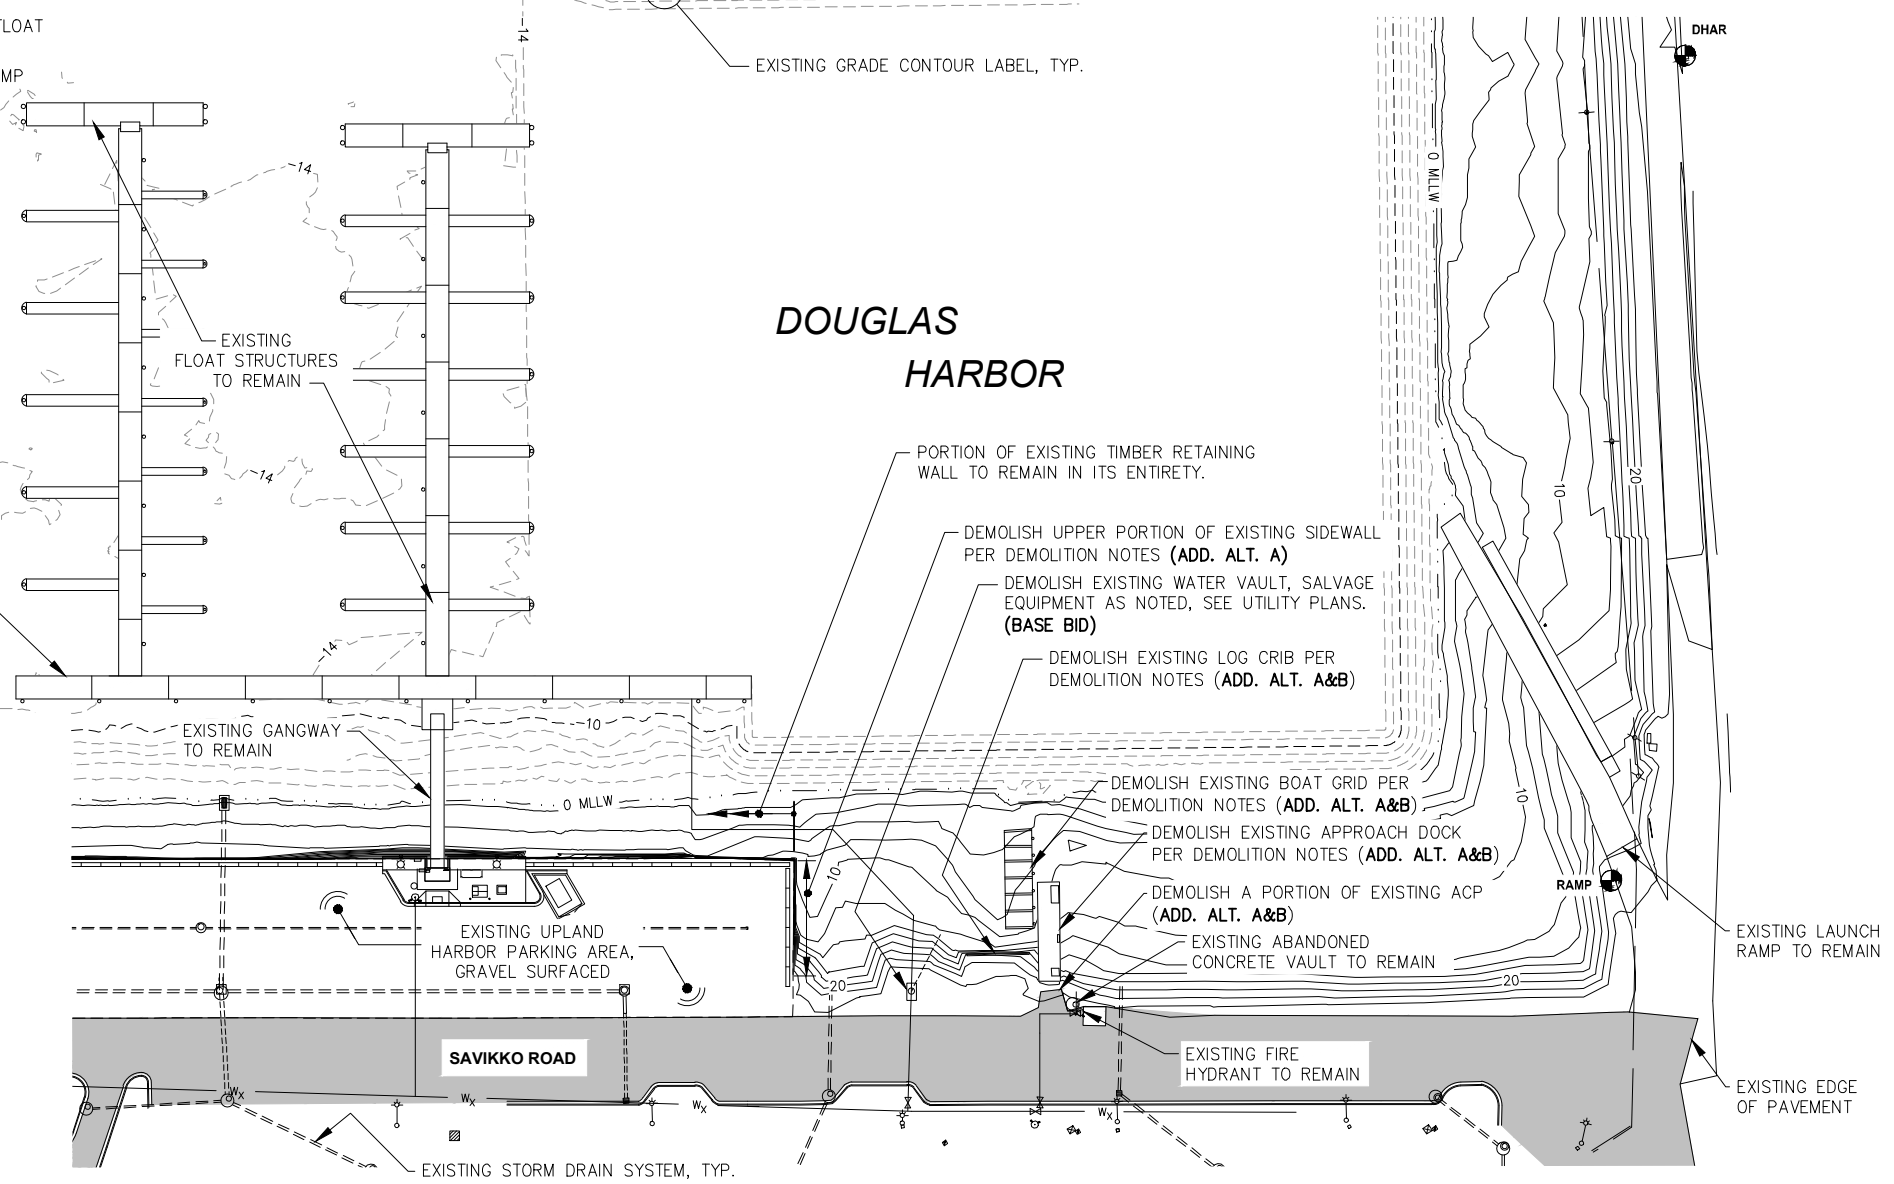 FLOAT
MP
-14
EXISTING GRADE CONTOUR LABEL, TYP.
DHAR
-14
0 MLLW
DOUGLAS
HARBOR
EXISTING
FLOAT STRUCTURES
TO REMAIN
-14
PORTION OF EXISTING TIMBER RETAINING
WALL TO REMAIN IN ITS ENTIRETY.
10
20
DEMOLISH UPPER PORTION OF EXISTING SIDEWALL
PER DEMOLITION NOTES (ADD. ALT. A)
DEMOLISH EXISTING WATER VAULT, SALVAGE
EQUIPMENT AS NOTED, SEE UTILITY PLANS.
(BASE BID)
-14
DEMOLISH EXISTING LOG CRIB PER
DEMOLITION NOTES (ADD. ALT. A&B)
EXISTING GANGWAY
TO REMAIN
-10
0 MLLW
DEMOLISH EXISTING BOAT GRID PER
DEMOLITION NOTES (ADD. ALT. A&B)
10
DEMOLISH EXISTING APPROACH DOCK
PER DEMOLITION NOTES (ADD. ALT. A&B)
10
RAMP
DEMOLISH A PORTION OF EXISTING ACP
(ADD. ALT. A&B)
EXISTING UPLAND
HARBOR PARKING AREA,
GRAVEL SURFACED
EXISTING ABANDONED
CONCRETE VAULT TO REMAIN
EXISTING LAUNCH
RAMP TO REMAIN
20
20
SAVIKKO ROAD
EXISTING FIRE
HYDRANT TO REMAIN
EXISTING EDGE
OF PAVEMENT
WX
WX
WX
WX
EXISTING STORM DRAIN SYSTEM, TYP.